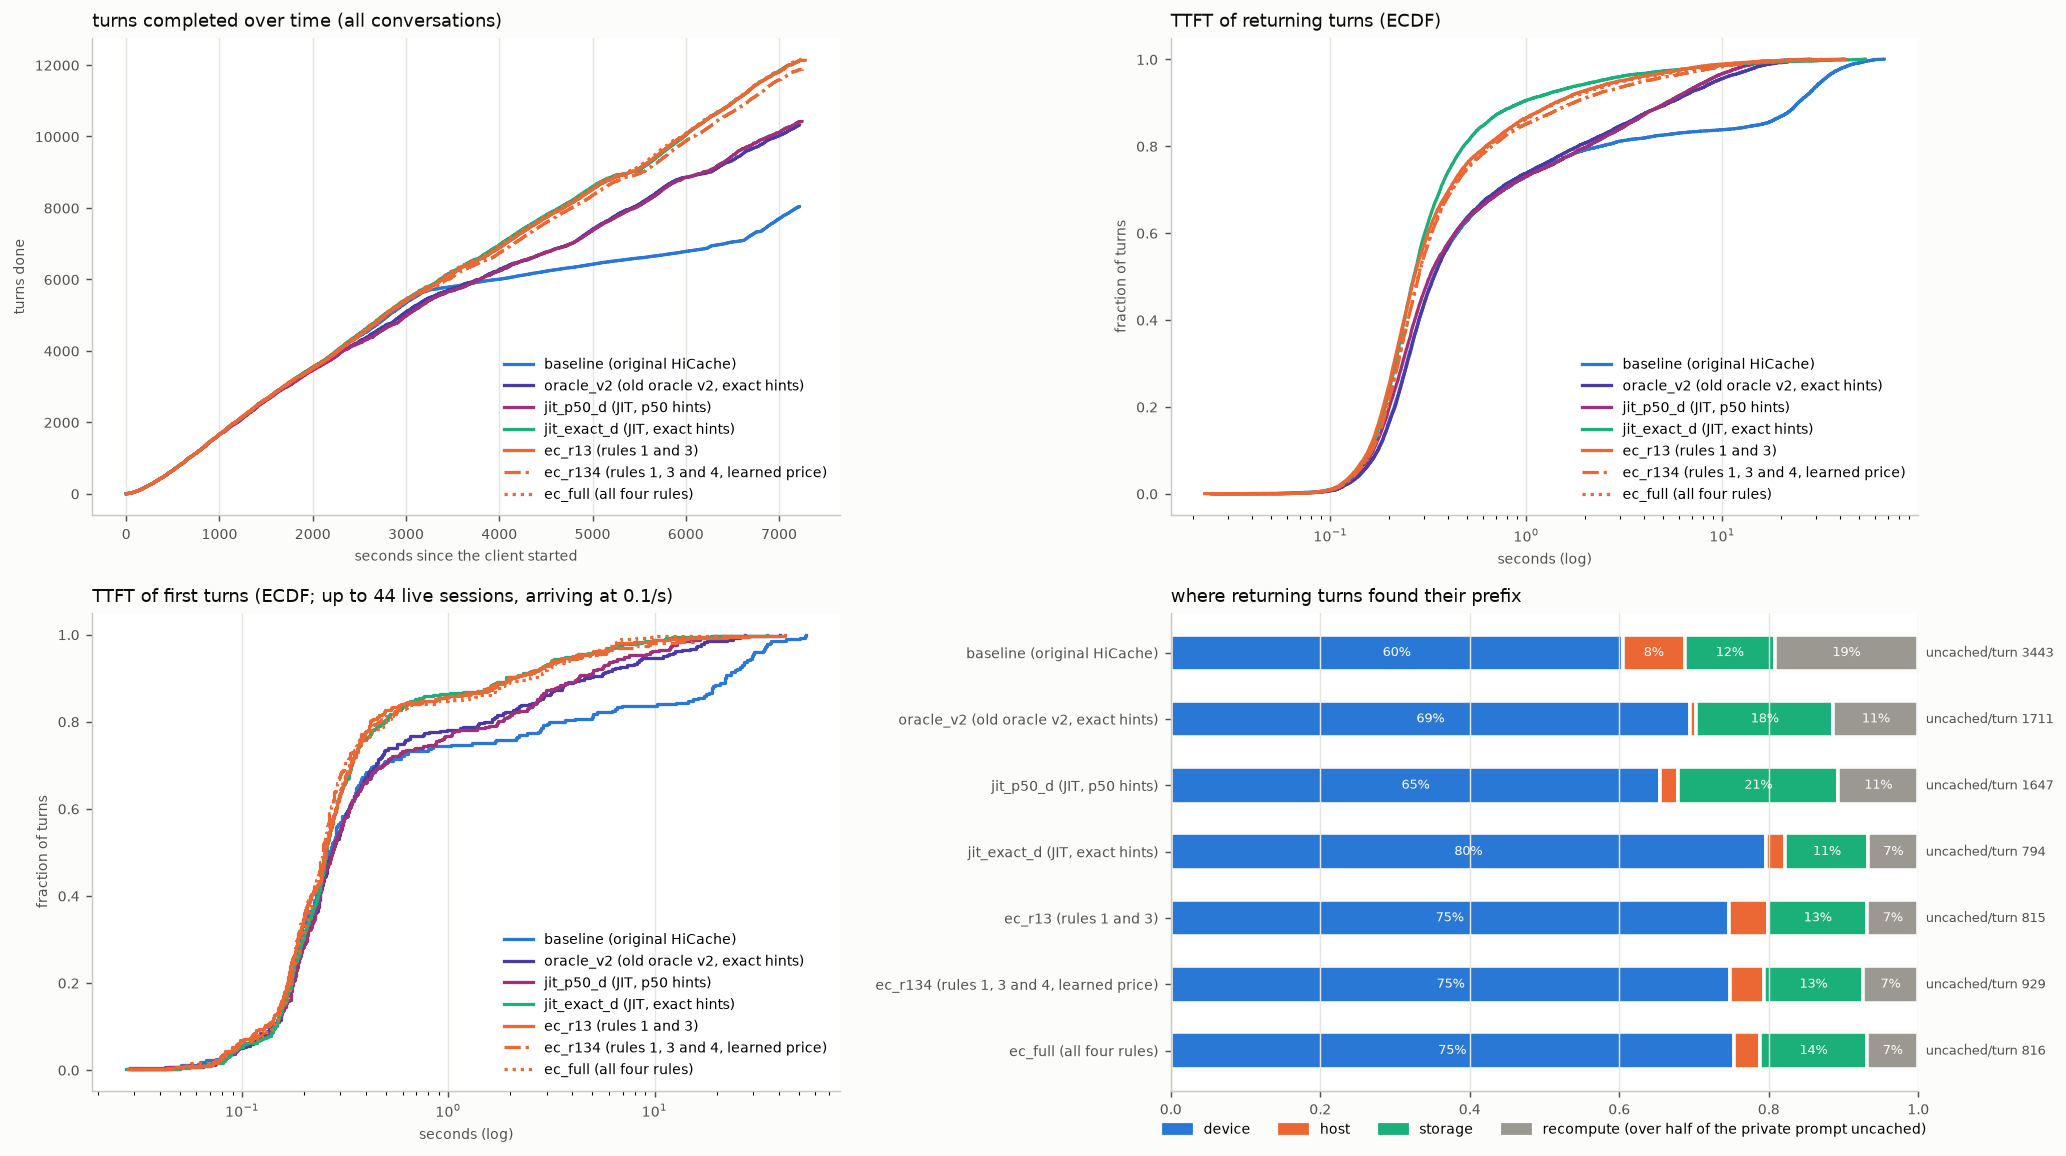 turns completed over time (all conversations)
12000
10000
8000
6000
4000
2000
0
turns done
baseline (original HiCache)
oracle_v2 (old oracle v2, exact hints)
jit_p50_d (JIT, p50 hints)
jit_exact_d (JIT, exact hints)
ec_r13 (rules 1 and 3)
ec_r134 (rules 1, 3 and 4, learned price)
ec_full (all four rules)
0 1000 2000 3000 4000 5000 6000 7000
seconds since the client started
TTFT of returning turns (ECDF)
1.0
0.8
0.6
0.4
0.2
0.0
fraction of turns
baseline (original HiCache)
oracle_v2 (old oracle v2, exact hints)
jit_p50_d (JIT, p50 hints)
jit_exact_d (JIT, exact hints)
ec_r13 (rules 1 and 3)
ec_r134 (rules 1, 3 and 4, learned price)
ec_full (all four rules)
10⁻¹ 10⁰ 10¹
seconds (log)
TTFT of first turns (ECDF; up to 44 live sessions, arriving at 0.1/s)
1.0
0.8
0.6
0.4
0.2
0.0
fraction of turns
baseline (original HiCache)
oracle_v2 (old oracle v2, exact hints)
jit_p50_d (JIT, p50 hints)
jit_exact_d (JIT, exact hints)
ec_r13 (rules 1 and 3)
ec_r134 (rules 1, 3 and 4, learned price)
ec_full (all four rules)
10⁻¹ 10⁰ 10¹
seconds (log)
where returning turns found their prefix
baseline (original HiCache) 60% 8% 12% 19% uncached/turn 3443
oracle_v2 (old oracle v2, exact hints) 69% 18% 11% uncached/turn 1711
jit_p50_d (JIT, p50 hints) 65% 21% 11% uncached/turn 1647
jit_exact_d (JIT, exact hints) 80% 11% 7% uncached/turn 794
ec_r13 (rules 1 and 3) 75% 13% 7% uncached/turn 815
ec_r134 (rules 1, 3 and 4, learned price) 75% 13% 7% uncached/turn 929
ec_full (all four rules) 75% 14% 7% uncached/turn 816
0.0 0.2 0.4 0.6 0.8 1.0
device host storage recompute (over half of the private prompt uncached)